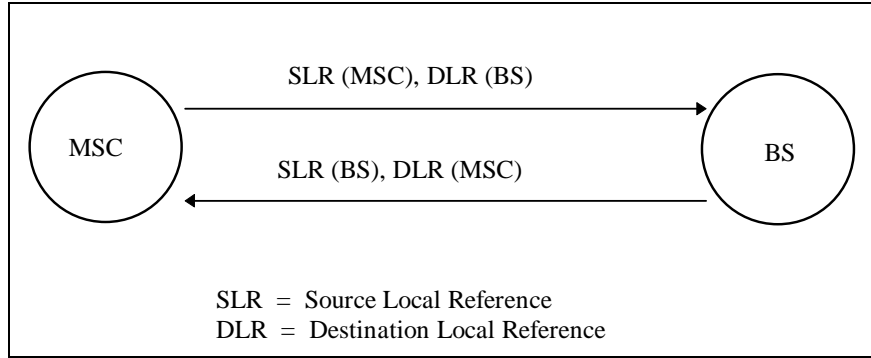 SLR (MSC), DLR (BS)
MSC
BS
SLR (BS), DLR (MSC)
SLR = Source Local Reference
DLR = Destination Local Reference